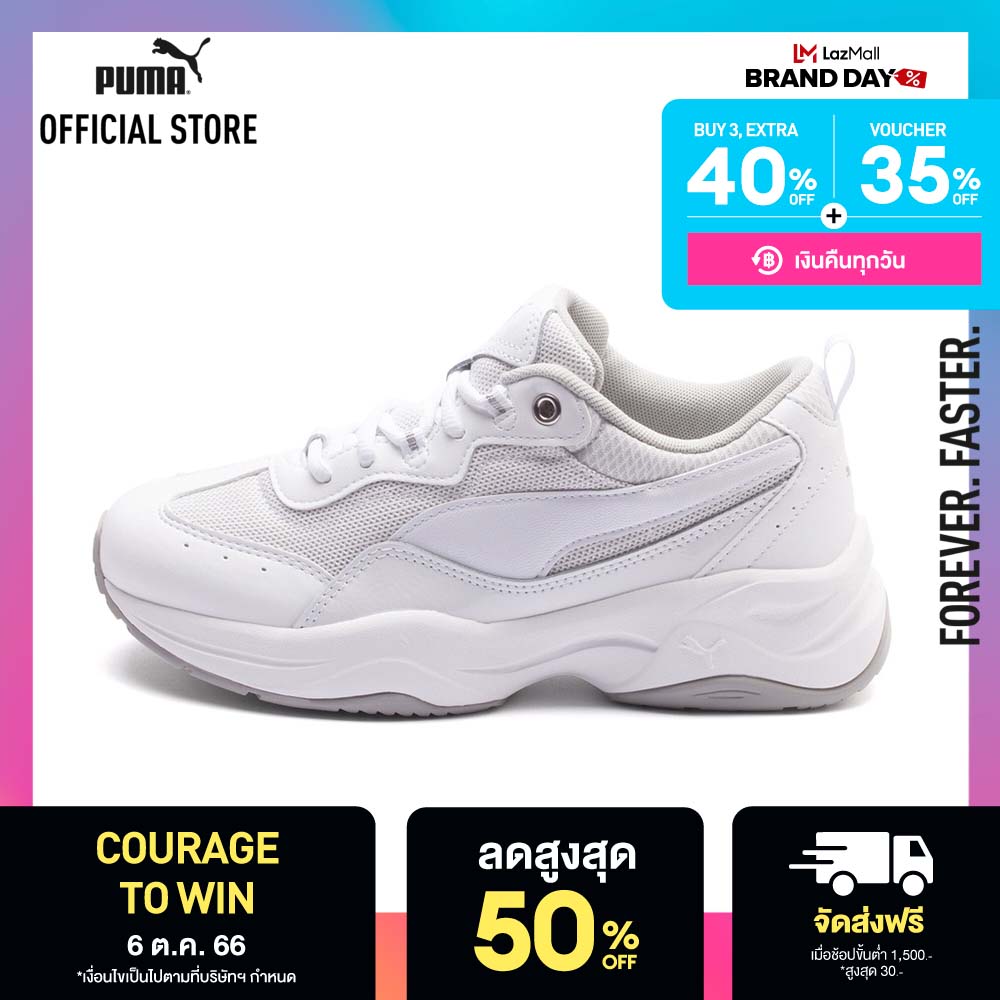 PUMA
OFFICIAL STORE
LM LazMall
BRAND DAY %
BUY 3, EXTRA
40% OFF
VOUCHER
35% OFF
+
฿ เงินคืนทุกวัน
FOREVER. FASTER.
COURAGE
TO WIN
6 ต.ค. 66
*เงื่อนไขเป็นไปตามที่บริษัทฯ กำหนด
ลดสูงสุด
50% OFF
จัดส่งฟรี
เมื่อช้อปขั้นต่ำ 1,500.-
*สูงสุด 30.-